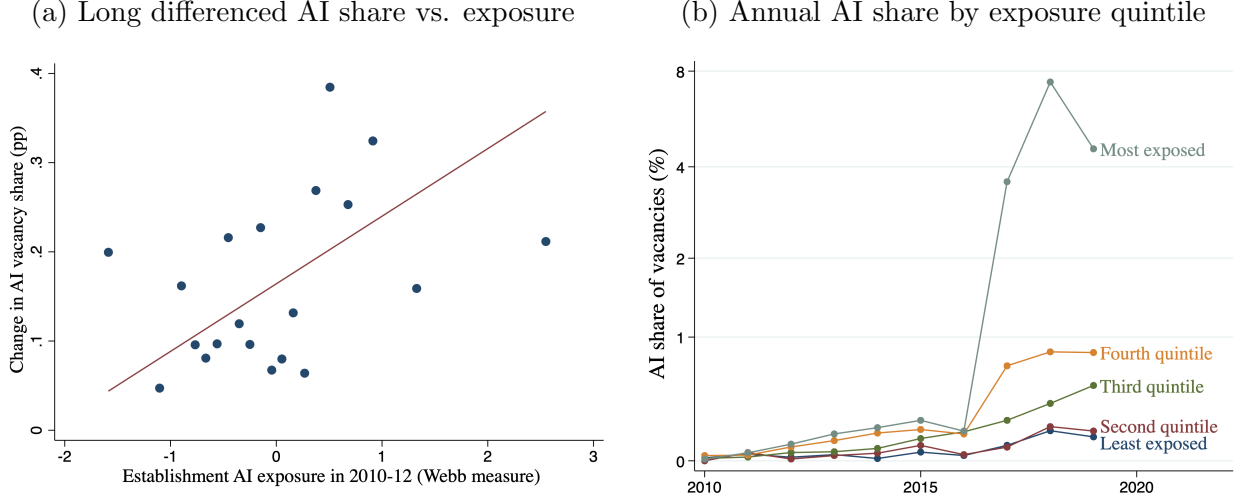 (a) Long differenced AI share vs. exposure
Change in AI vacancy share (pp)
.4
.3
.2
.1
0
-2 -1 0 1 2 3
Establishment AI exposure in 2010-12 (Webb measure)
(b) Annual AI share by exposure quintile
AI share of vacancies (%)
8
4
2
1
0
Most exposed
Fourth quintile
Third quintile
Second quintile
Least exposed
2010 2015 2020